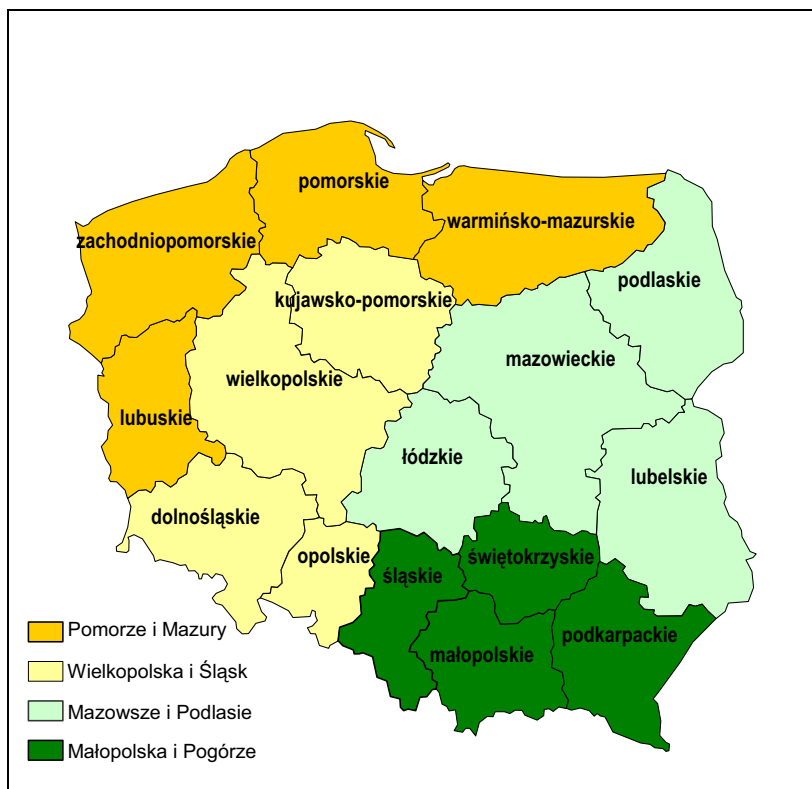 pomorskie
warmińsko-mazurskie
zachodniopomorskie
podlaskie
kujawsko-pomorskie
mazowieckie
wielkopolskie
lubuskie
łódzkie
lubelskie
dolnośląskie
opolskie
świętokrzyskie
śląskie
podkarpackie
małopolskie
Pomorze i Mazury
Wielkopolska i Śląsk
Mazowsze i Podlasie
Małopolska i Pogórze